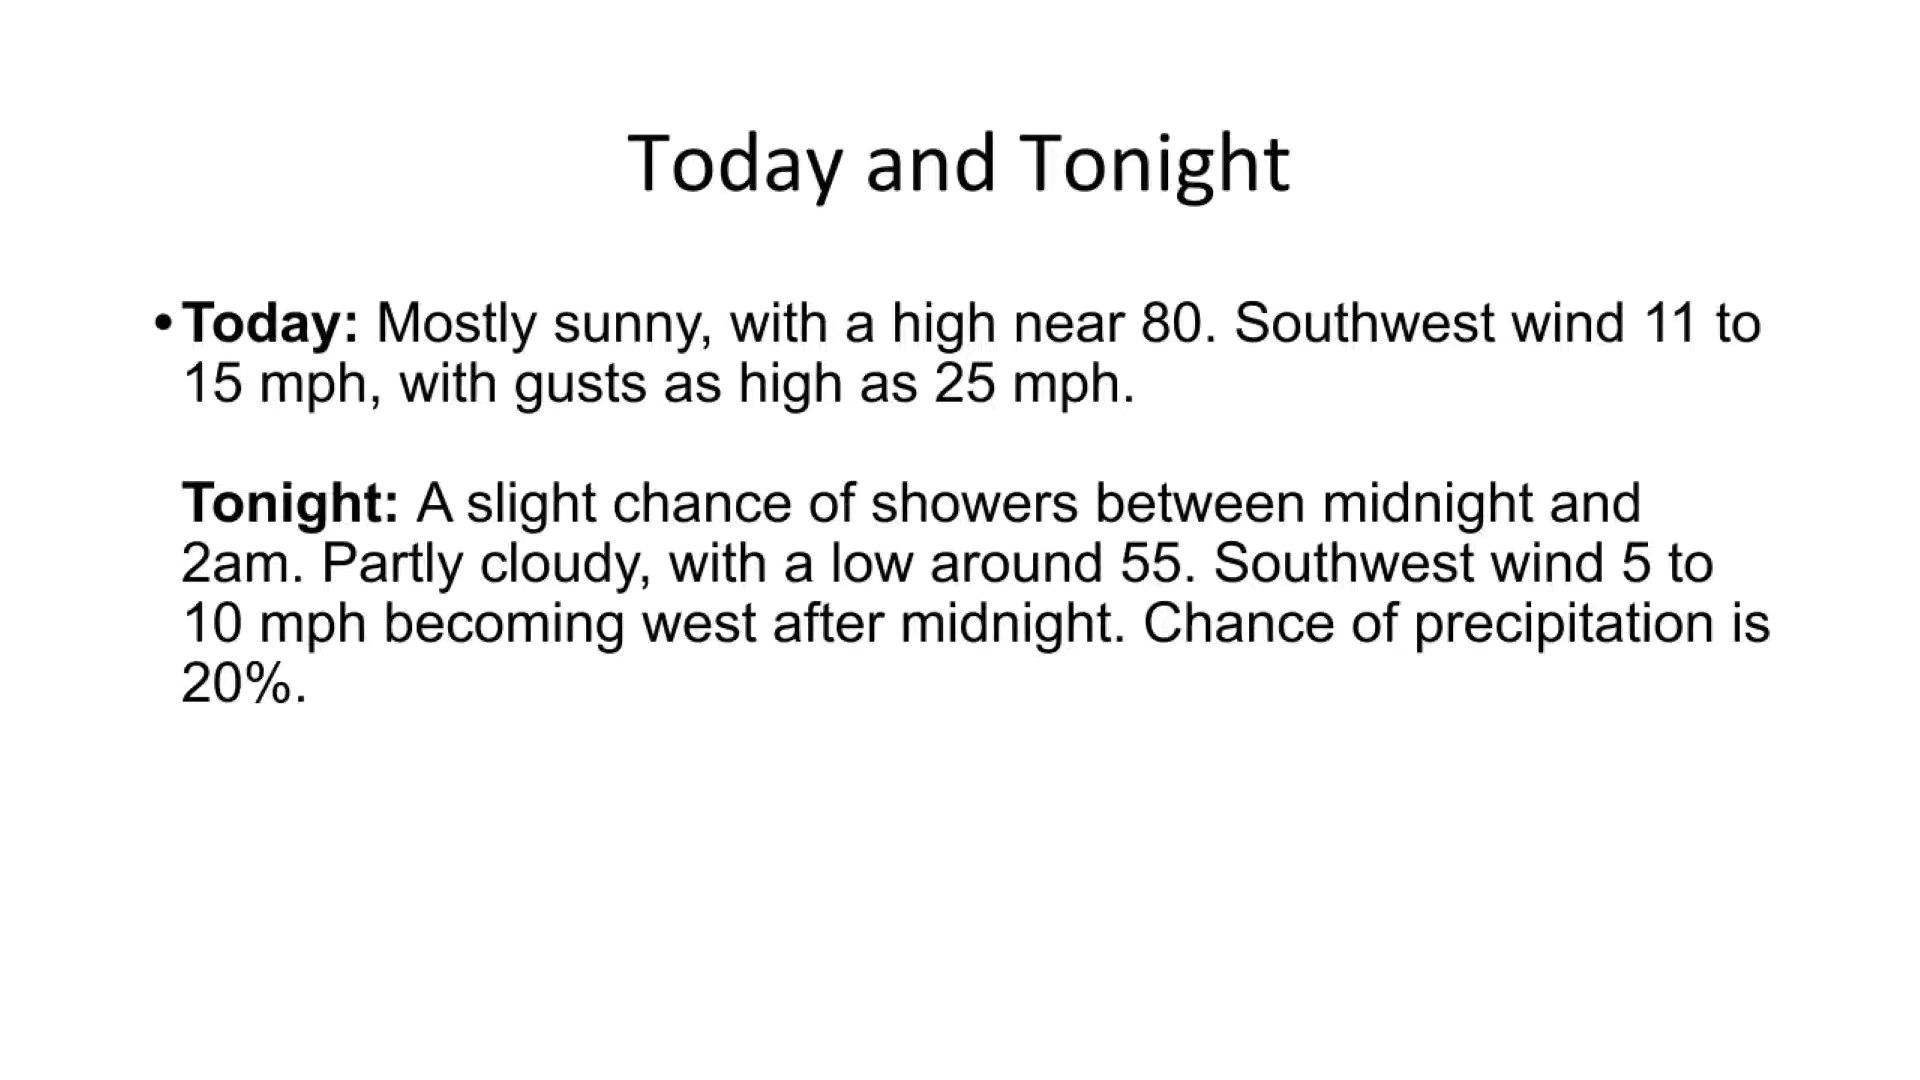 Today and Tonight
• Today: Mostly sunny, with a high near 80. Southwest wind 11 to
15 mph, with gusts as high as 25 mph.
Tonight: A slight chance of showers between midnight and
2am. Partly cloudy, with a low around 55. Southwest wind 5 to
10 mph becoming west after midnight. Chance of precipitation is
20%.